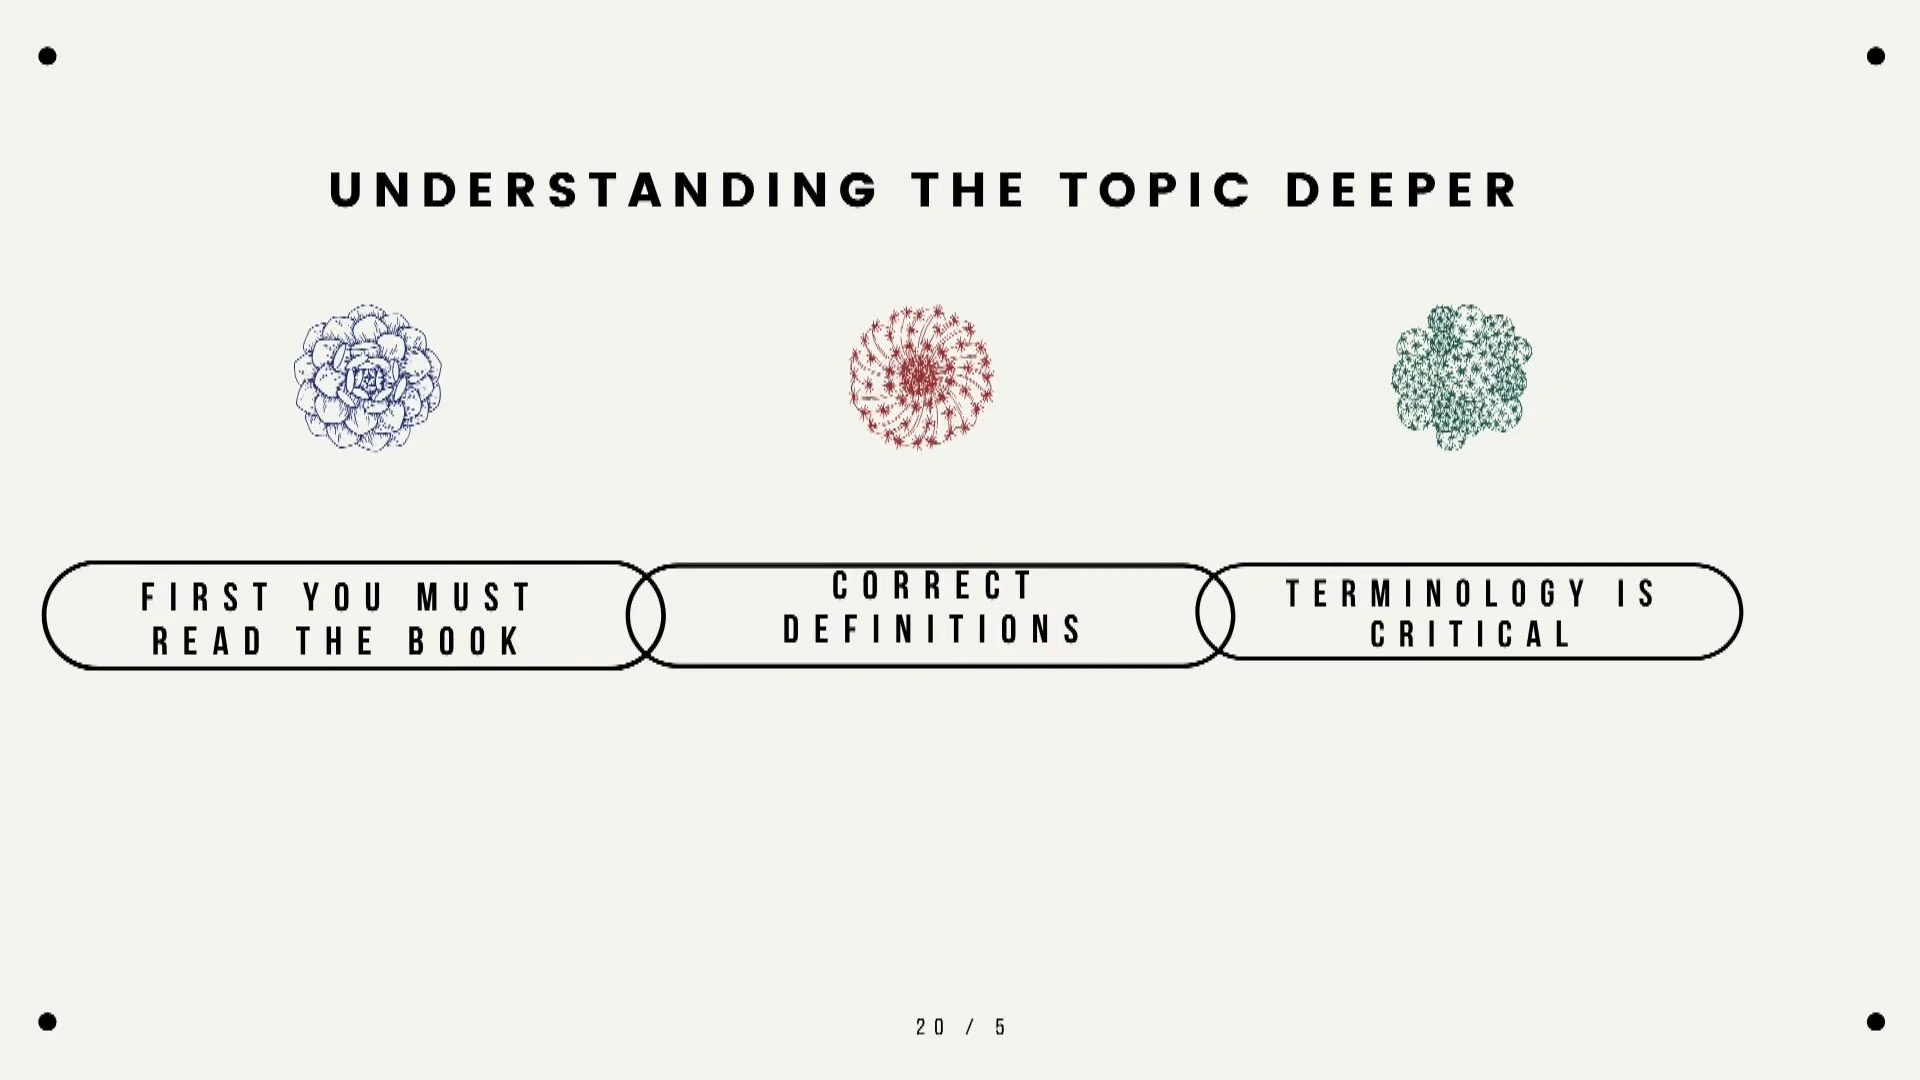 UNDERSTANDING THE TOPIC DEEPER
FIRST YOU MUST
READ THE BOOK
CORRECT
DEFINITIONS
TERMINOLOGY IS
CRITICAL
20 / 5